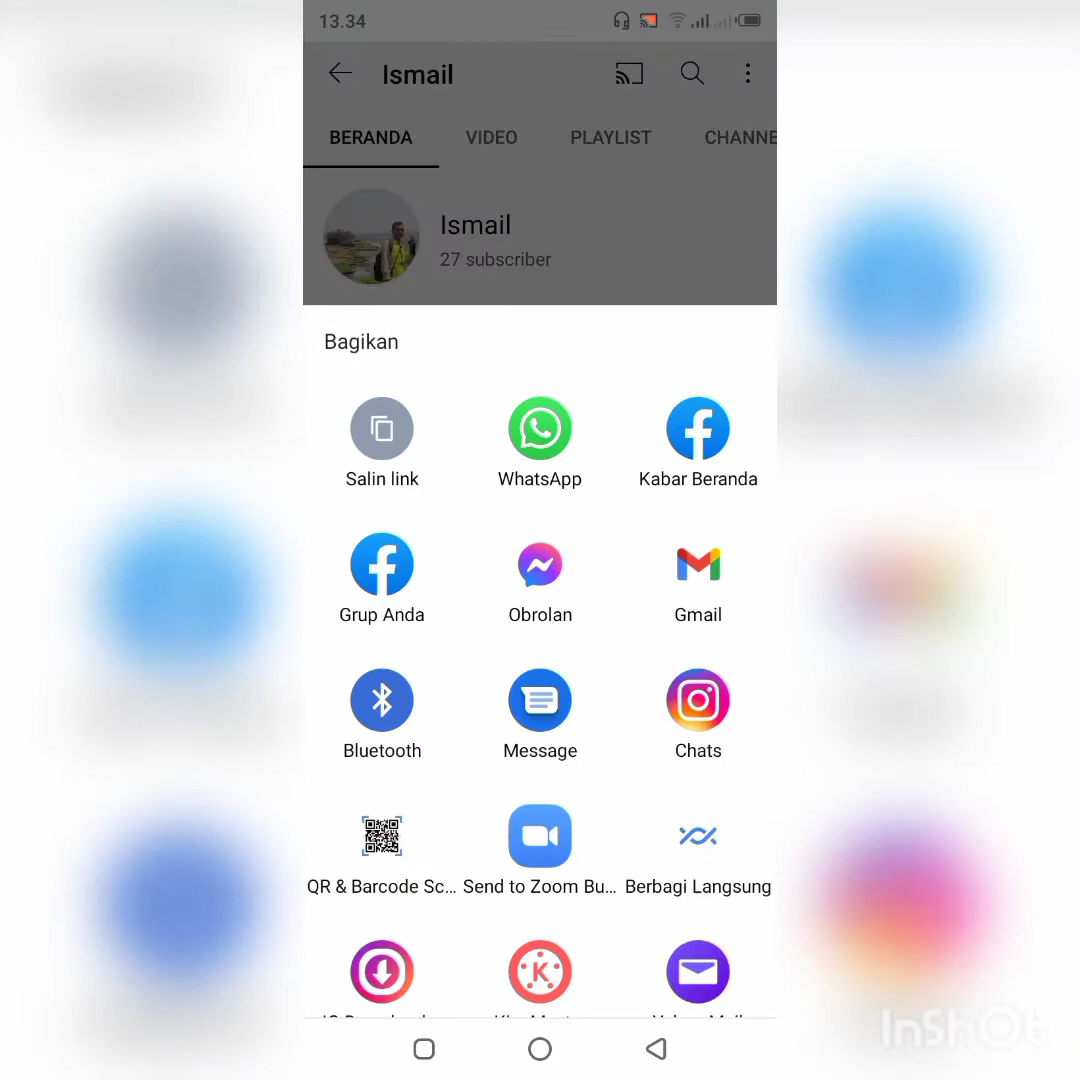 13.34
Ismail
BERANDA VIDEO PLAYLIST CHANNE
Ismail
27 subscriber
Bagikan
Salin link WhatsApp Kabar Beranda
Grup Anda Obrolan Gmail
Bluetooth Message Chats
QR & Barcode Sc... Send to Zoom Bu... Berbagi Langsung
K
InShOt